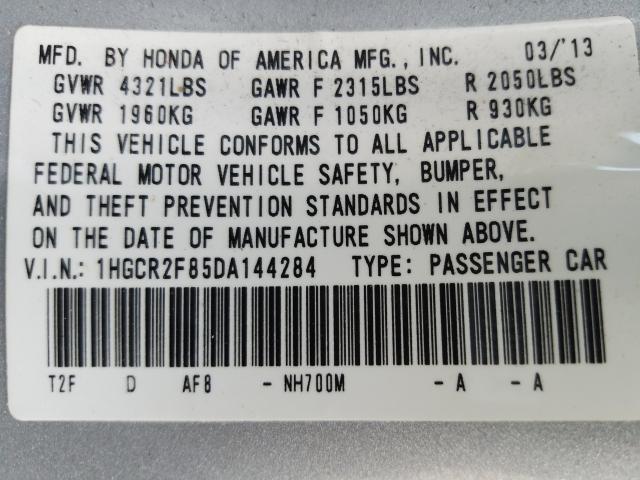 MFD. BY HONDA OF AMERICA MFG., INC. 03/'13
GVWR 4321LBS GAWR F 2315LBS R 2050LBS
GVWR 1960KG GAWR F 1050KG R 930KG
THIS VEHICLE CONFORMS TO ALL APPLICABLE
FEDERAL MOTOR VEHICLE SAFETY, BUMPER,
AND THEFT PREVENTION STANDARDS IN EFFECT
ON THE DATE OF MANUFACTURE SHOWN ABOVE.
V.I.N.: 1HGCR2F85DA144284 TYPE: PASSENGER CAR
T2F D AF8 - NH700M - A - A